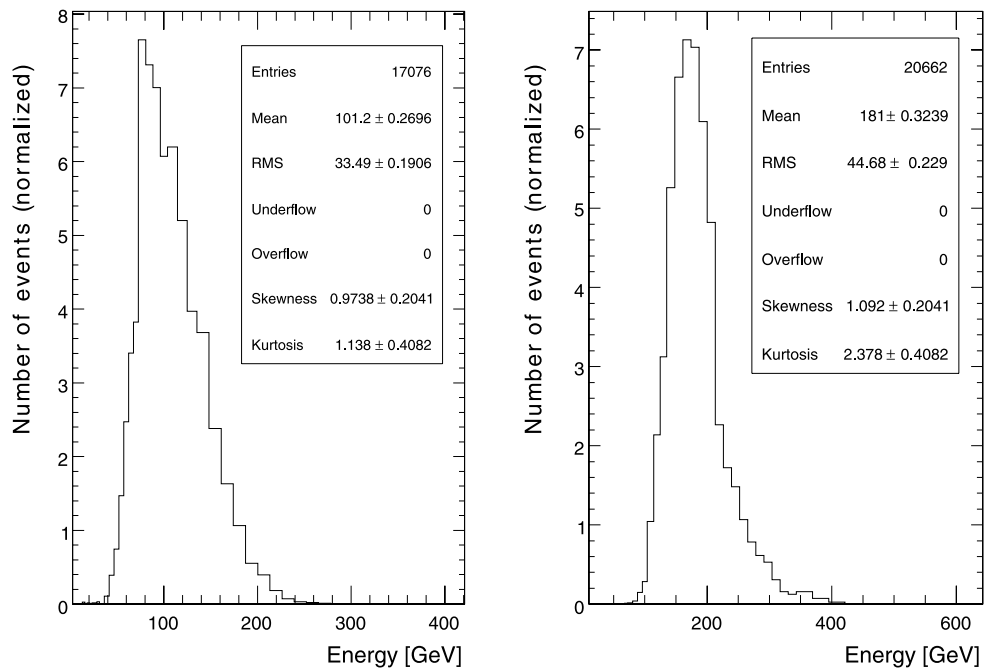 Number of events (normalized)
8
7
6
5
4
3
2
1
0
100 200 300 400
Energy [GeV]
Entries 17076
Mean 101.2 ± 0.2696
RMS 33.49 ± 0.1906
Underflow 0
Overflow 0
Skewness 0.9738 ± 0.2041
Kurtosis 1.138 ± 0.4082
Number of events (normalized)
7
6
5
4
3
2
1
0
200 400 600
Energy [GeV]
Entries 20662
Mean 181 ± 0.3239
RMS 44.68 ± 0.229
Underflow 0
Overflow 0
Skewness 1.092 ± 0.2041
Kurtosis 2.378 ± 0.4082